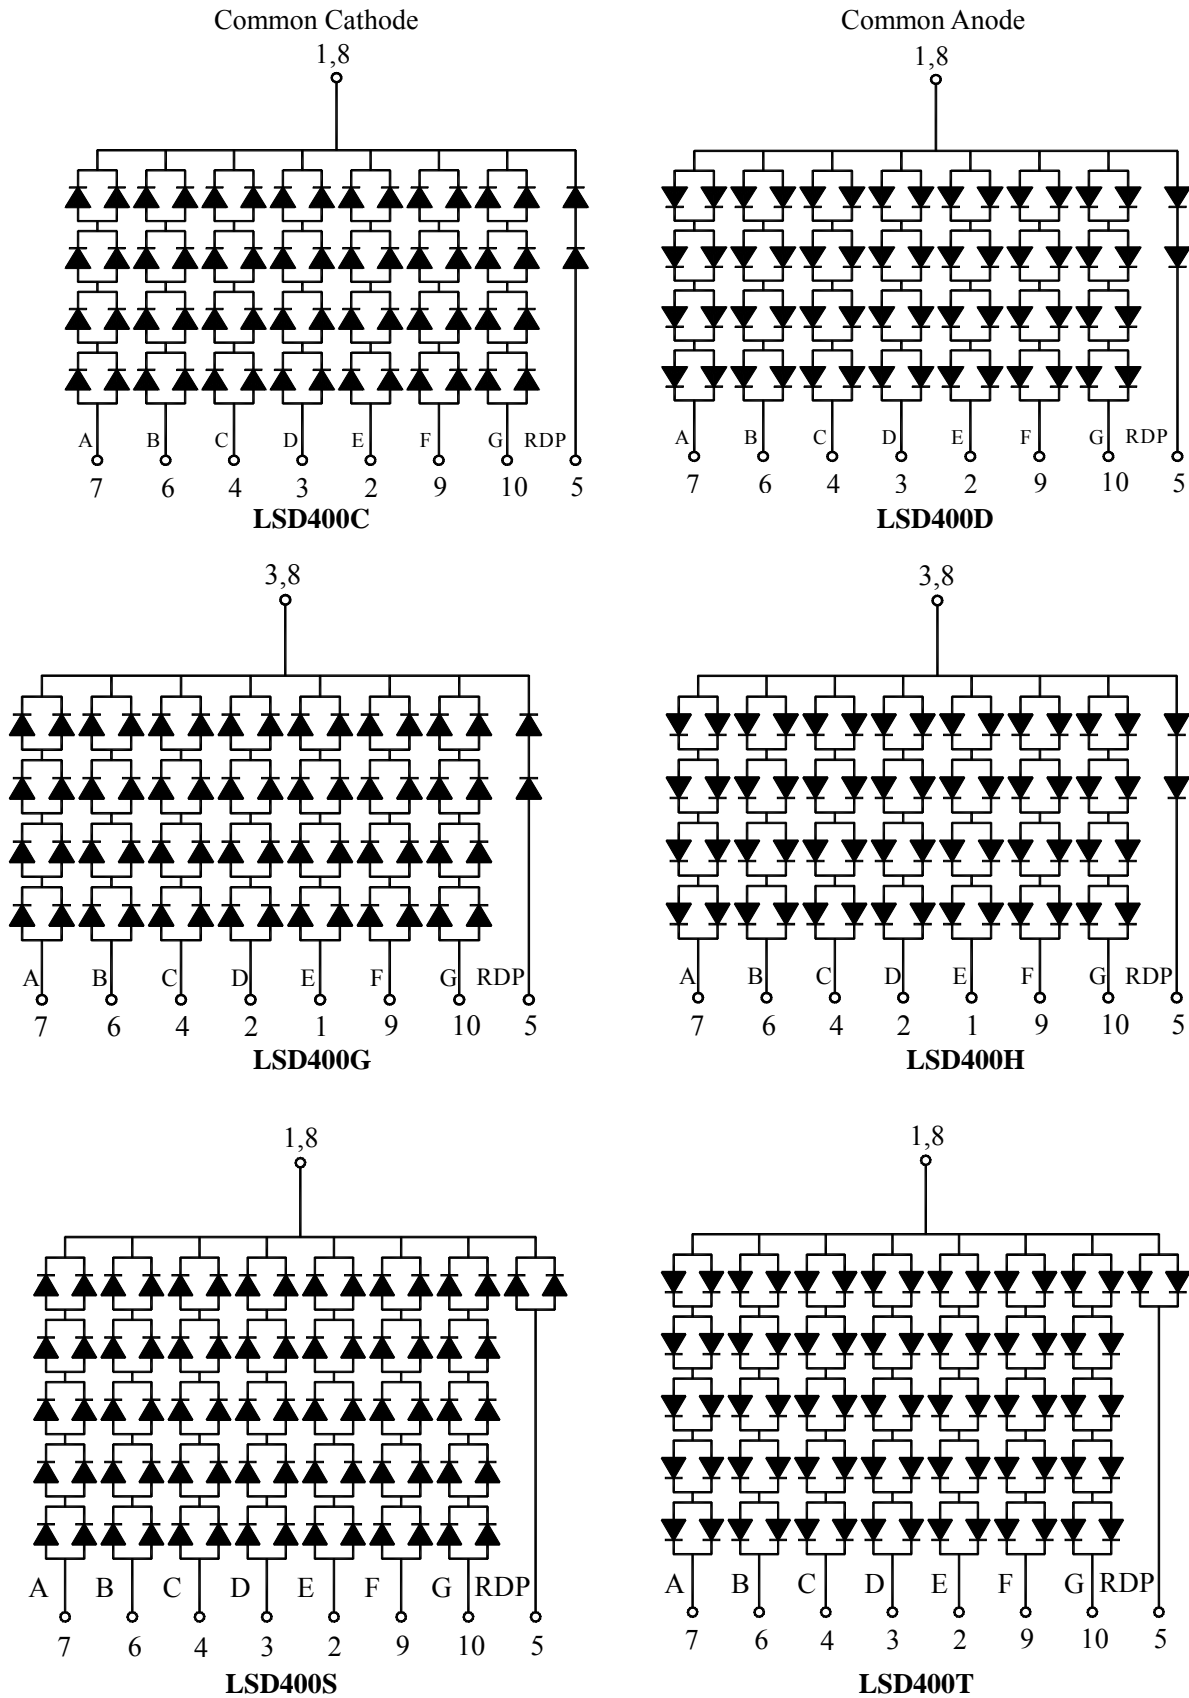 Common Cathode
1,8
A B C D E F G RDP
7 6 4 3 2 9 10 5
LSD400C
Common Anode
1,8
A B C D E F G RDP
7 6 4 3 2 9 10 5
LSD400D
3,8
A B C D E F G RDP
7 6 4 2 1 9 10 5
LSD400G
3,8
A B C D E F G RDP
7 6 4 2 1 9 10 5
LSD400H
1,8
A B C D E F G RDP
7 6 4 3 2 9 10 5
LSD400S
1,8
A B C D E F G RDP
7 6 4 3 2 9 10 5
LSD400T